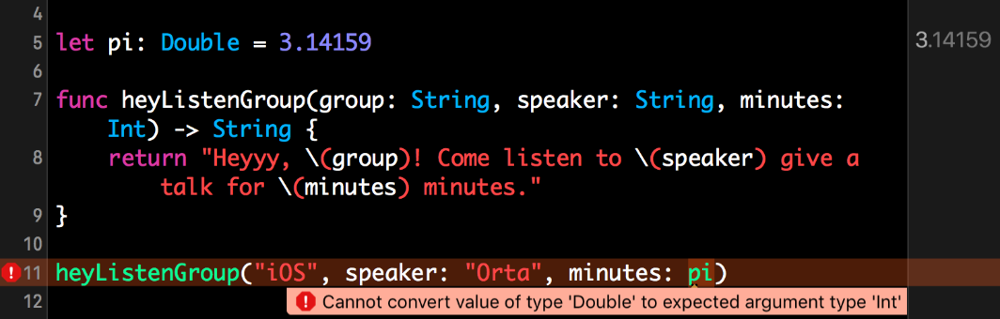 4
5 let pi: Double = 3.14159 3.14159
6
7 func heyListenGroup(group: String, speaker: String, minutes:
Int) -> String {
8 return "Heyyy, \(group)! Come listen to \(speaker) give a
talk for \(minutes) minutes."
9 }
10
11 heyListenGroup("iOS", speaker: "Orta", minutes: pi)
12 Cannot convert value of type 'Double' to expected argument type 'Int'